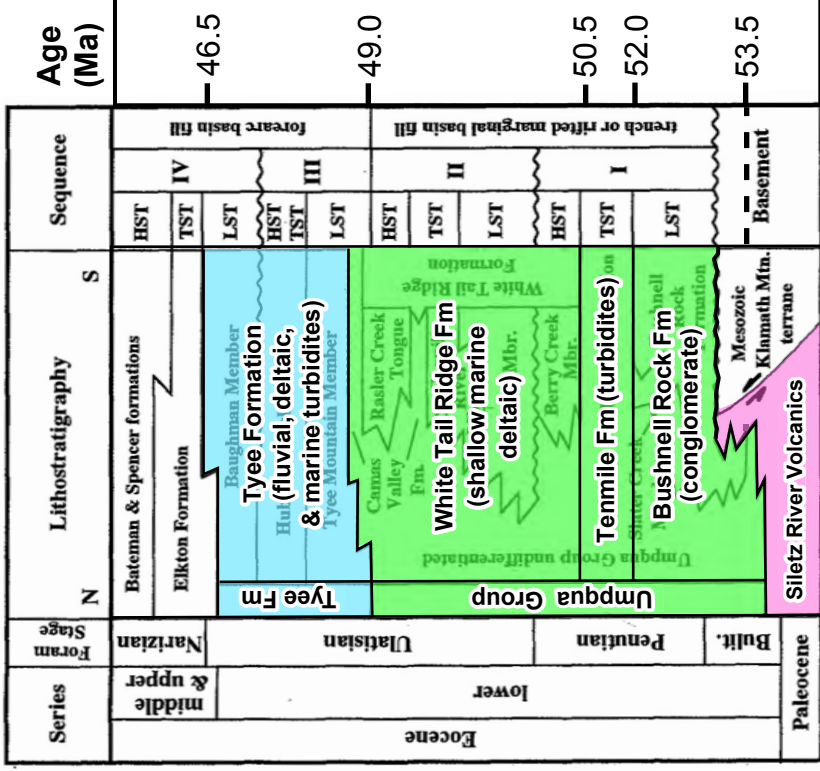 Age
(Ma)
46.5
49.0
50.5
52.0
53.5
Sequence
forearc basin fill
trench or rifted marginal basin fill
IV
III
II
I
HST
TST
LST
HST
TST
LST
HST
TST
LST
HST
TST
LST
Basement
Lithostratigraphy
N
S
Bateman & Spencer formations
Elkton Formation
Baughman Member
Tyee Formation
(fluvial, deltaic,
& marine turbidites)
Tyee Mountain Member
Rasler Creek
Tongue
Camas
Valley
Fm.
White Tail Ridge
Formation
White Tail Ridge Fm
(shallow marine
deltaic)
Mbr.
Berry Creek
Mbr.
Tenmile Fm (turbidites)
Slater Creek
Bushnell Rock Fm
(conglomerate)
Rock
Umpqua Group undifferentiated
Mesozoic
Klamath Mtn.
terrane
Siletz River Volcanics
Tyee Fm
Umpqua Group
Foram
Stage
Narizian
Ulatisian
Penutian
Bulit.
Series
middle
& upper
lower
Eocene
Paleocene